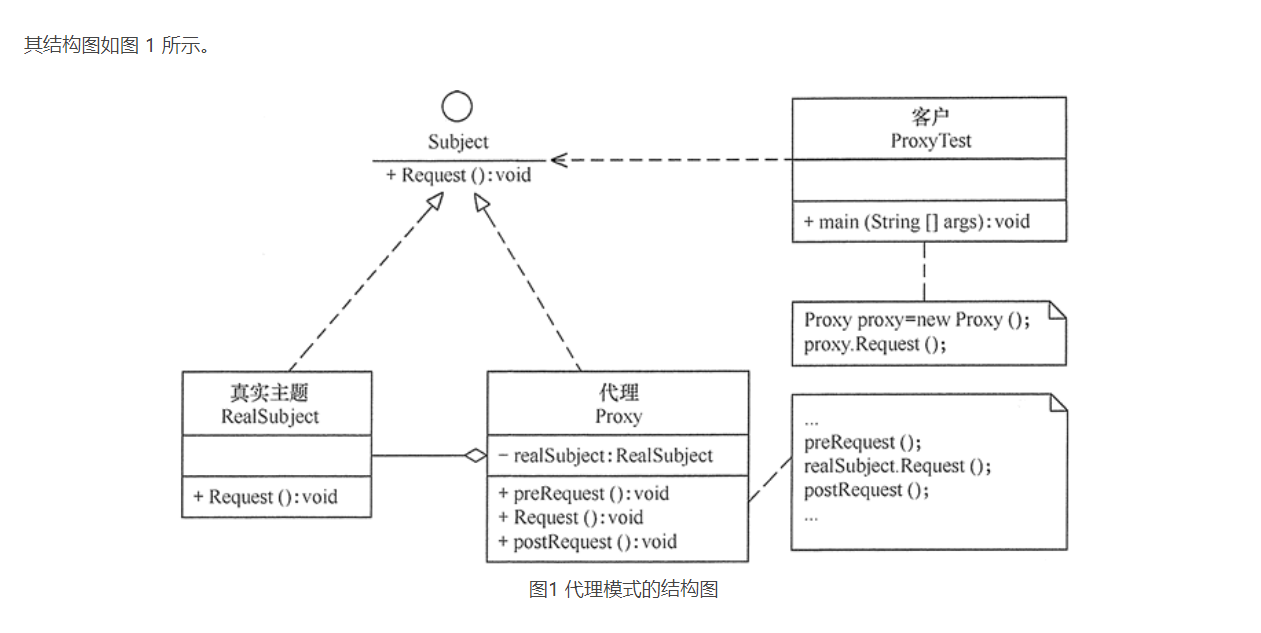 其结构图如图 1 所示。
Subject
+ Request ():void
客户
ProxyTest
+ main (String [] args):void
Proxy proxy=new Proxy ();
proxy.Request ();
真实主题
RealSubject
+ Request ():void
代理
Proxy
− realSubject:RealSubject
+ preRequest ():void
+ Request ():void
+ postRequest ():void
...
preRequest ();
realSubject.Request ();
postRequest ();
...
图1 代理模式的结构图